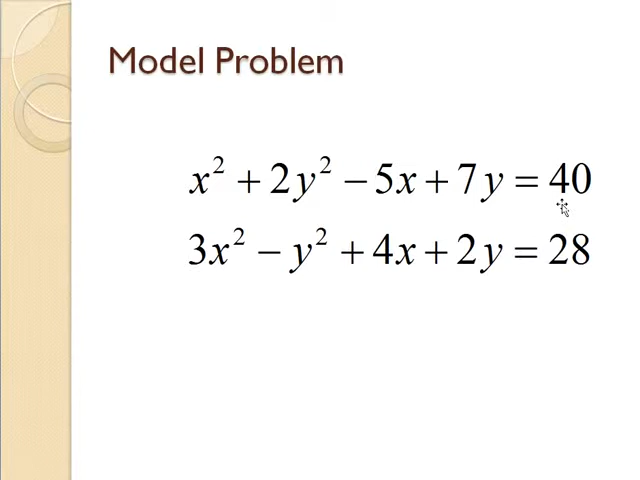 Model Problem
x² + 2y² − 5x + 7y = 40
3x² − y² + 4x + 2y = 28